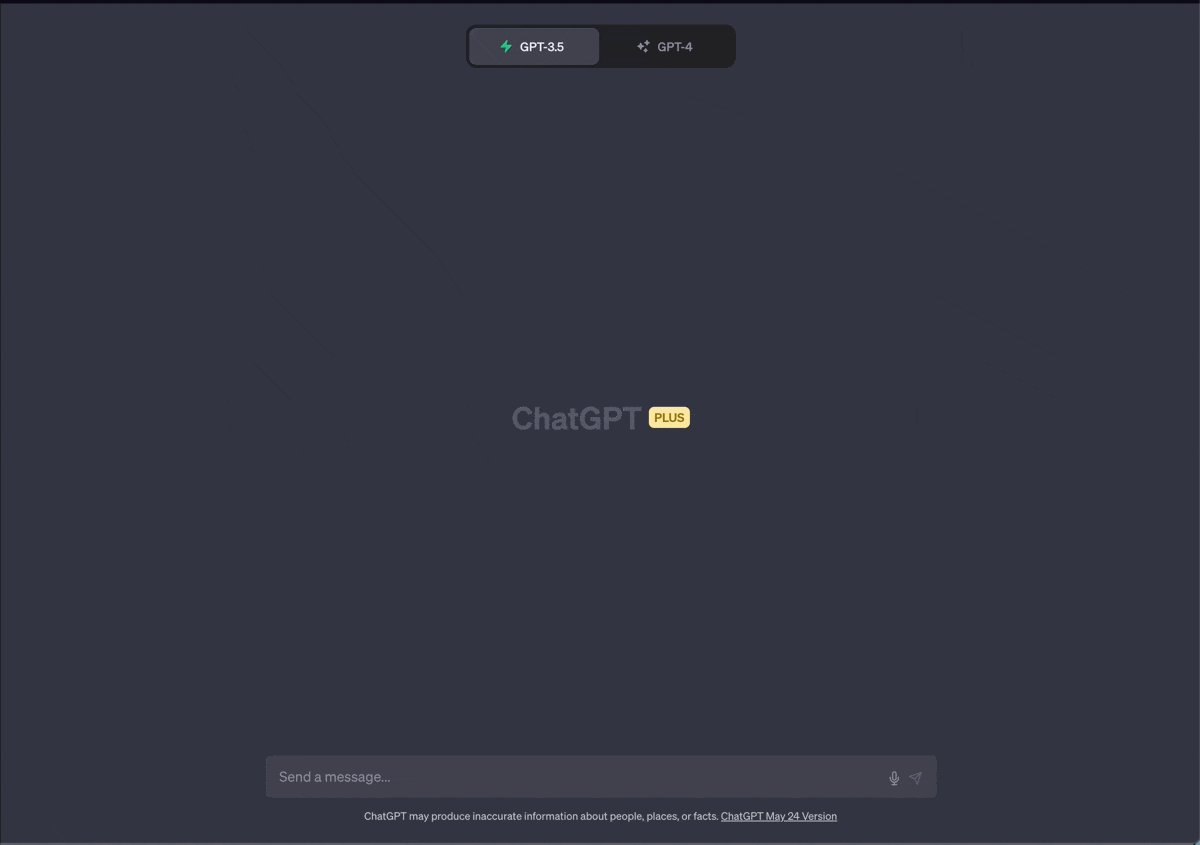 GPT-3.5 GPT-4
ChatGPT PLUS
Send a message...
ChatGPT may produce inaccurate information about people, places, or facts. ChatGPT May 24 Version